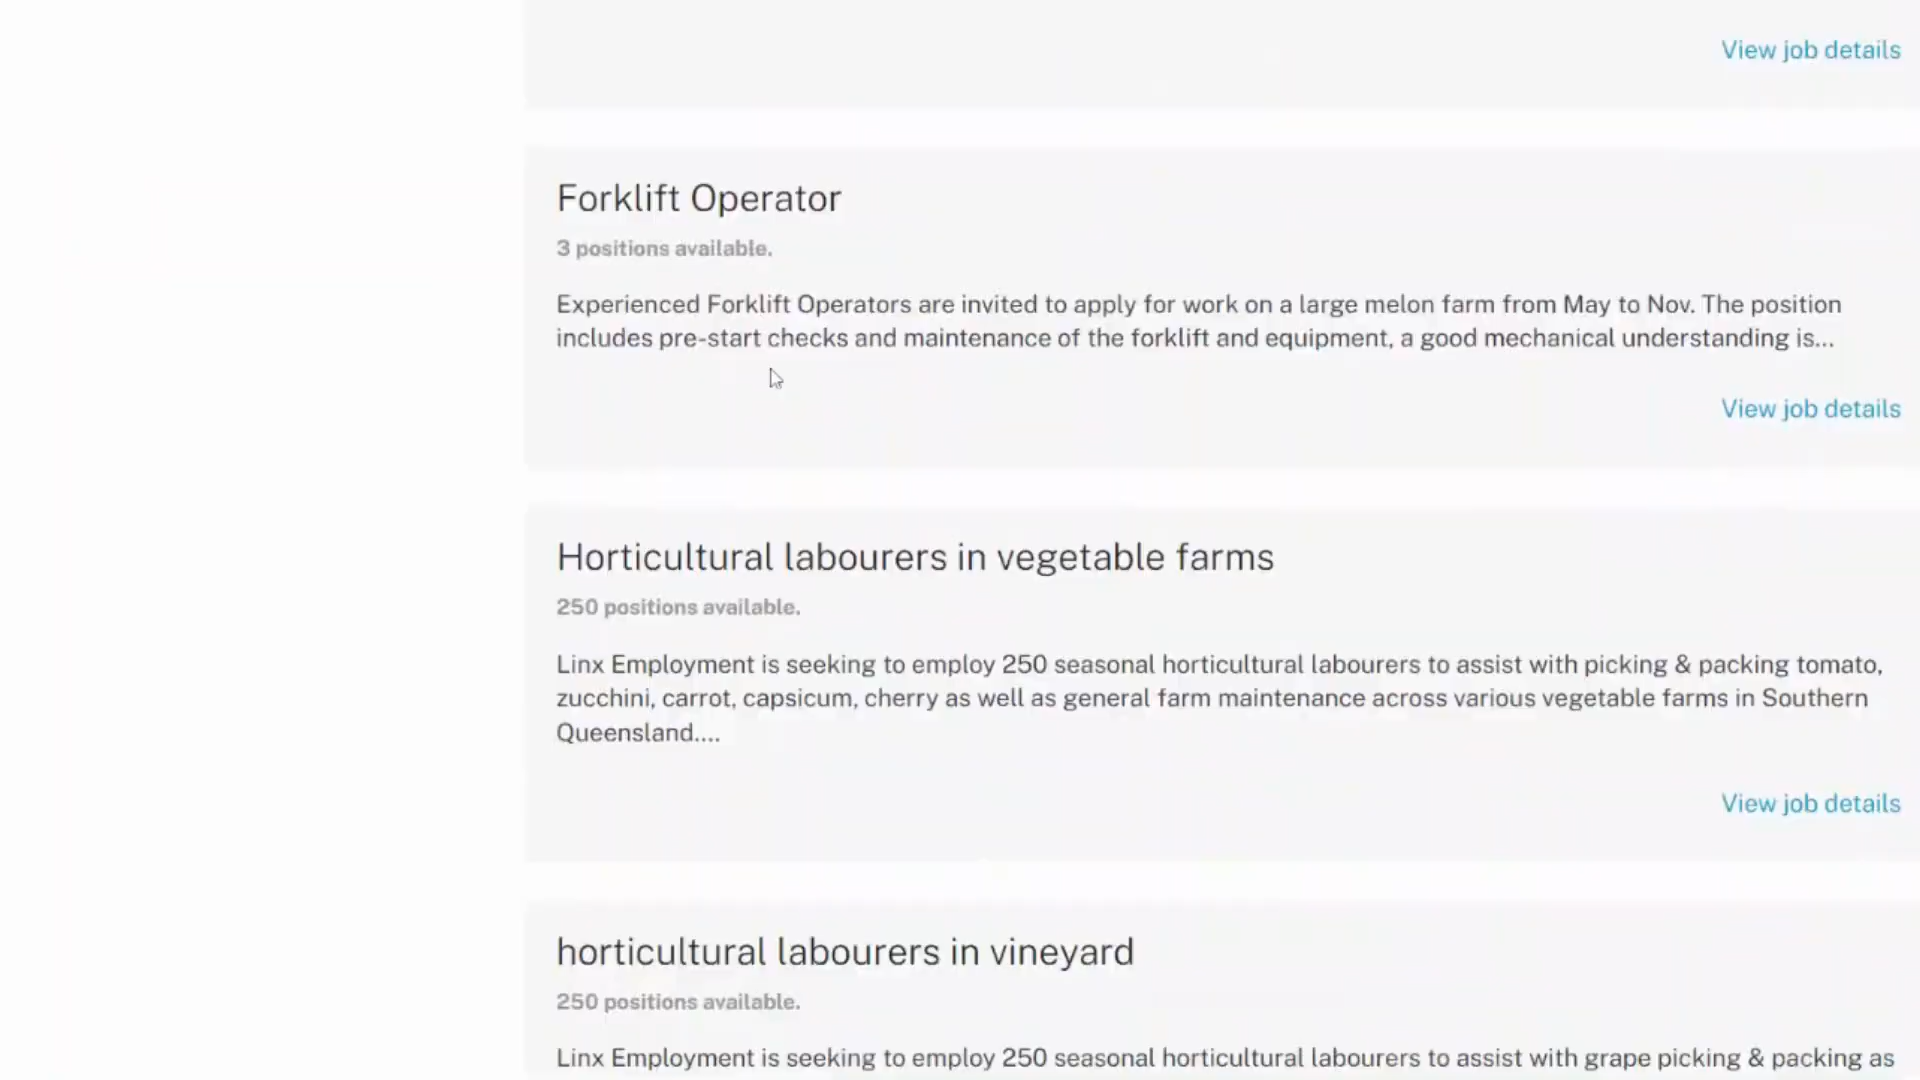 View job details
Forklift Operator
3 positions available.
Experienced Forklift Operators are invited to apply for work on a large melon farm from May to Nov. The position
includes pre-start checks and maintenance of the forklift and equipment, a good mechanical understanding is...
View job details
Horticultural labourers in vegetable farms
250 positions available.
Linx Employment is seeking to employ 250 seasonal horticultural labourers to assist with picking & packing tomato,
zucchini, carrot, capsicum, cherry as well as general farm maintenance across various vegetable farms in Southern
Queensland....
View job details
horticultural labourers in vineyard
250 positions available.
Linx Employment is seeking to employ 250 seasonal horticultural labourers to assist with grape picking & packing as